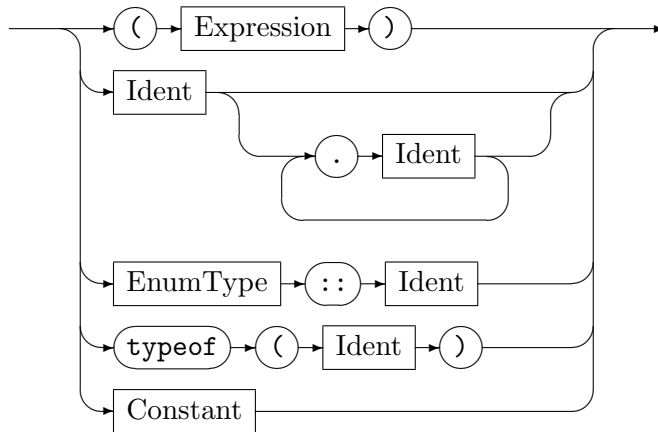 ( Expression )
Ident
. Ident
EnumType :: Ident
typeof ( Ident )
Constant